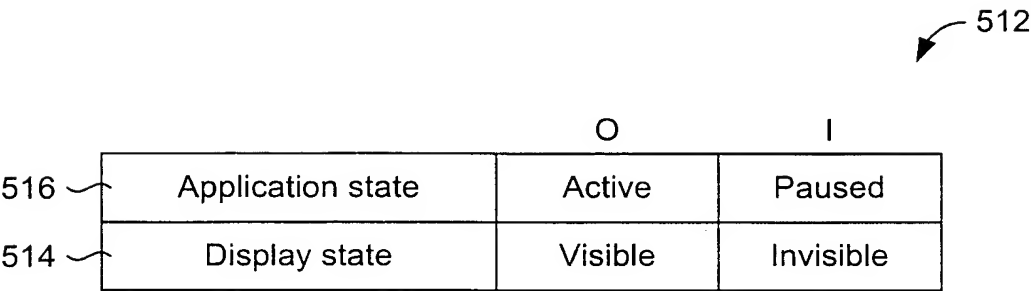 512
O I
516 Application state Active Paused
514 Display state Visible Invisible